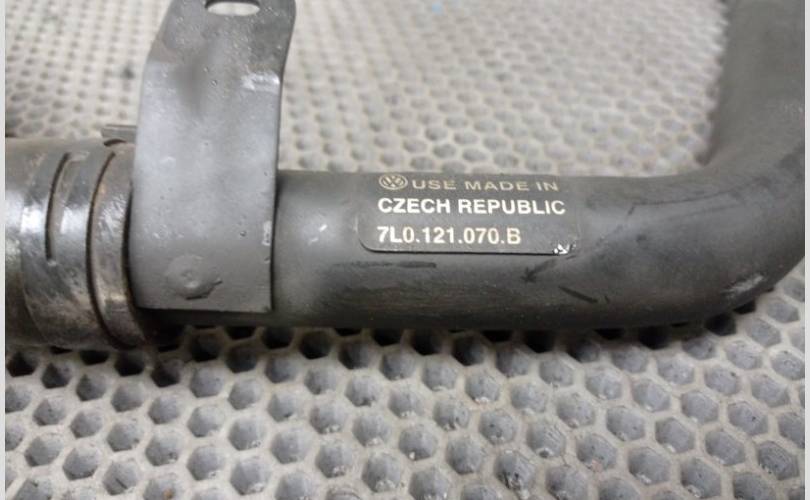 USE MADE IN
CZECH REPUBLIC
7L0.121.070.B